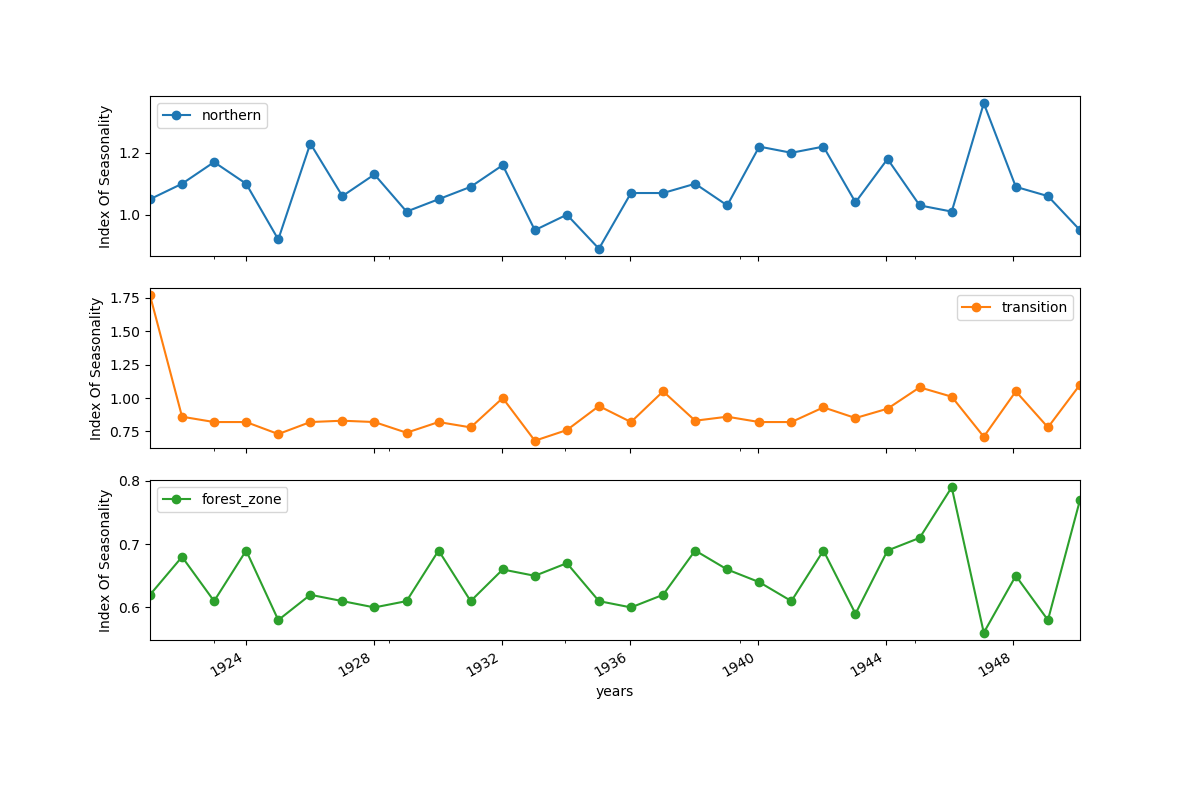 Index Of Seasonality
northern
1.2
1.0
Index Of Seasonality
transition
1.75
1.50
1.25
1.00
0.75
Index Of Seasonality
forest_zone
0.8
0.7
0.6
1924 1928 1932 1936 1940 1944 1948
years